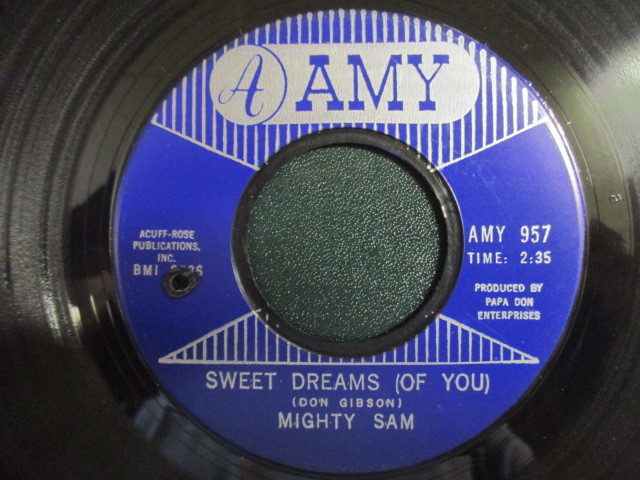 A AMY
ACUFF-ROSE
PUBLICATIONS,
INC.
BMI
AMY 957
TIME: 2:35
PRODUCED BY
PAPA DON
ENTERPRISES
SWEET DREAMS (OF YOU)
(DON GIBSON)
MIGHTY SAM